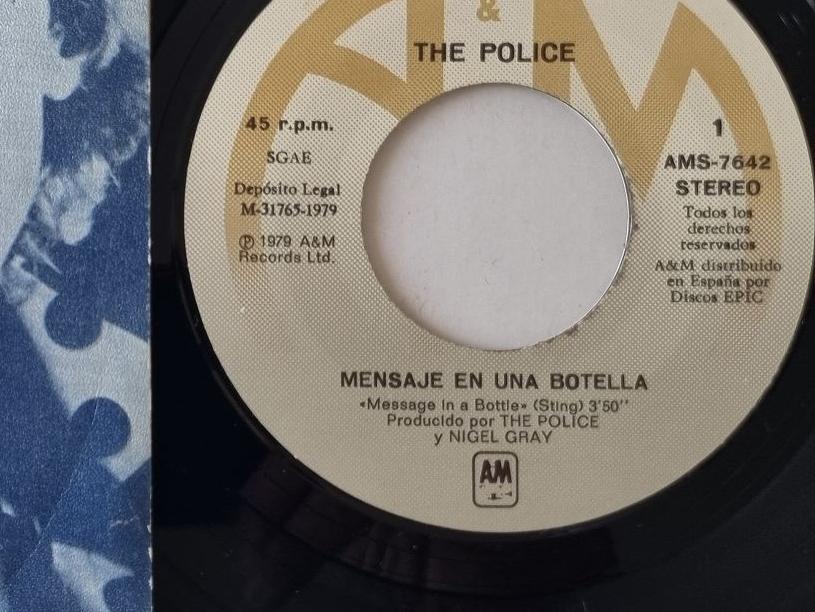 &
THE POLICE
45 r.p.m.
SGAE
Depósito Legal
M-31765-1979
℗ 1979 A&M
Records Ltd.
1
AMS-7642
STEREO
Todos los
derechos
reservados
A&M distribuido
en España por
Discos EPIC
MENSAJE EN UNA BOTELLA
«Message in a Bottle» (Sting) 3'50''
Producido por THE POLICE
y NIGEL GRAY
AM